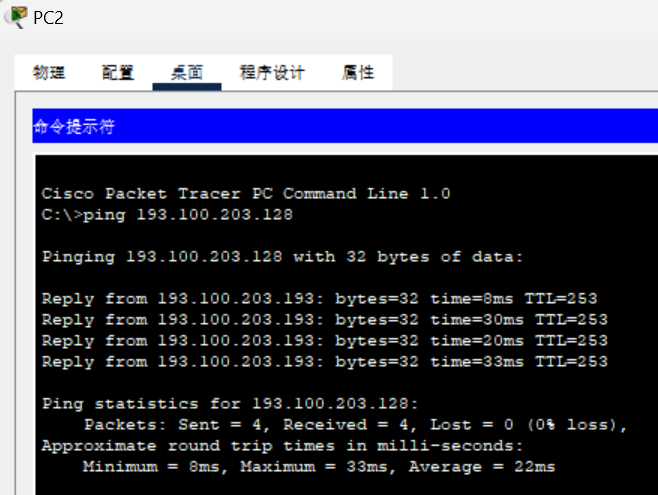 PC2
物理 配置 桌面 程序设计 属性
命令提示符
Cisco Packet Tracer PC Command Line 1.0
C:\>ping 193.100.203.128
Pinging 193.100.203.128 with 32 bytes of data:
Reply from 193.100.203.193: bytes=32 time=8ms TTL=253
Reply from 193.100.203.193: bytes=32 time=30ms TTL=253
Reply from 193.100.203.193: bytes=32 time=20ms TTL=253
Reply from 193.100.203.193: bytes=32 time=33ms TTL=253
Ping statistics for 193.100.203.128:
Packets: Sent = 4, Received = 4, Lost = 0 (0% loss),
Approximate round trip times in milli-seconds:
Minimum = 8ms, Maximum = 33ms, Average = 22ms